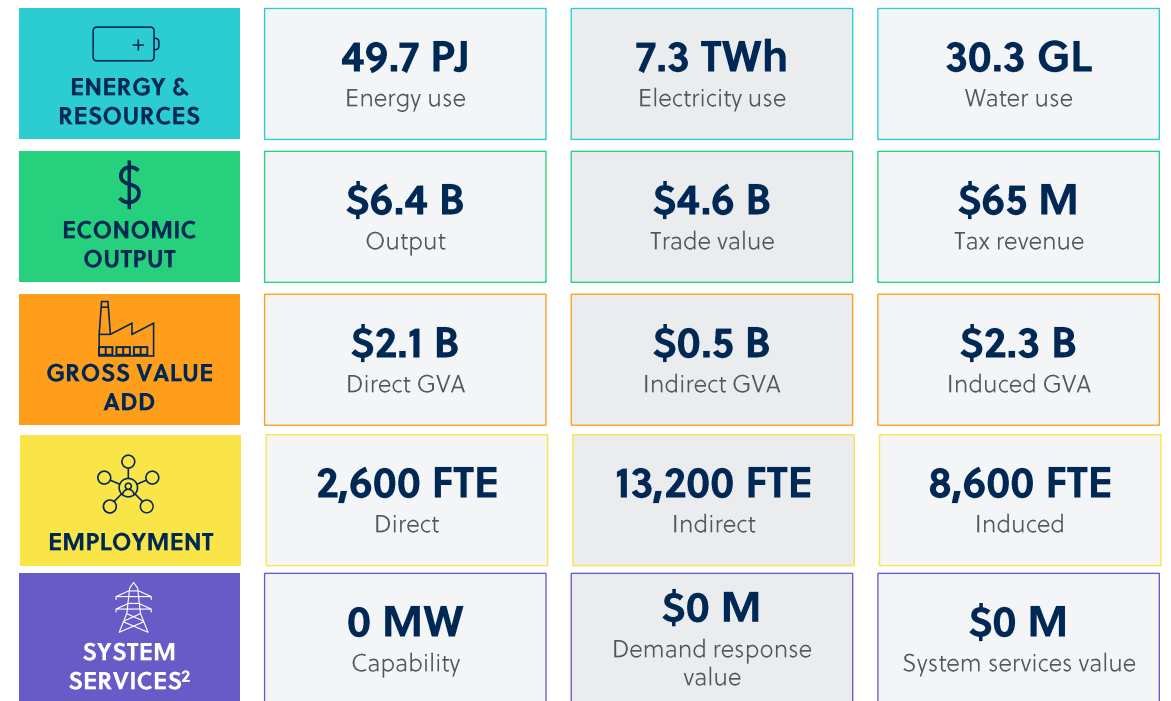 ENERGY &
RESOURCES
49.7 PJ
Energy use
7.3 TWh
Electricity use
30.3 GL
Water use
$
ECONOMIC
OUTPUT
$6.4 B
Output
$4.6 B
Trade value
$65 M
Tax revenue
GROSS VALUE
ADD
$2.1 B
Direct GVA
$0.5 B
Indirect GVA
$2.3 B
Induced GVA
EMPLOYMENT
2,600 FTE
Direct
13,200 FTE
Indirect
8,600 FTE
Induced
SYSTEM
SERVICES²
0 MW
Capability
$0 M
Demand response
value
$0 M
System services value